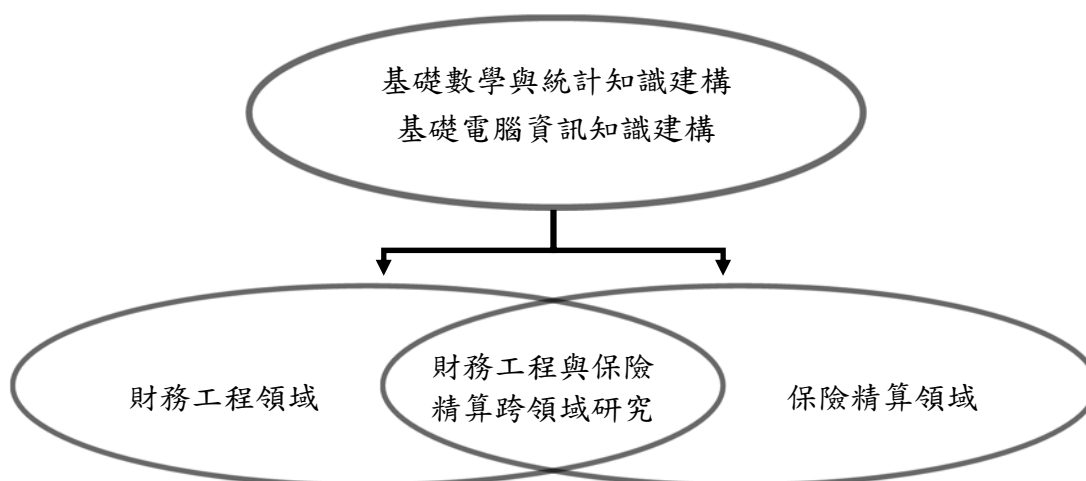 基礎數學與統計知識建構
基礎電腦資訊知識建構
財務工程領域
財務工程與保險
精算跨領域研究
保險精算領域